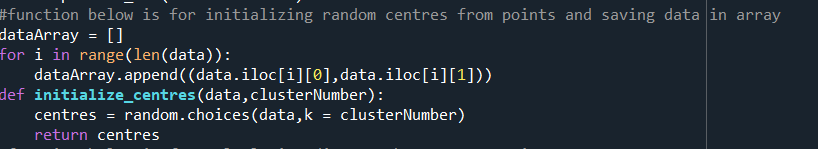 #function below is for initializing random centres from points and saving data in array
dataArray = []
for i in range(len(data)):
    dataArray.append((data.iloc[i][0],data.iloc[i][1]))
def initialize_centres(data,clusterNumber):
    centres = random.choices(data,k = clusterNumber)
    return centres